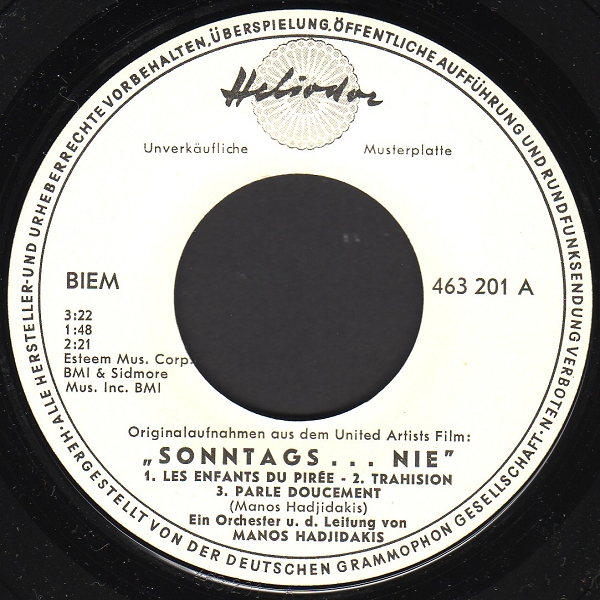 ALLE HERSTELLER-UND URHEBERRECHTE VORBEHALTEN, ÜBERSPIELUNG, ÖFFENTLICHE AUFFÜHRUNG UND RUNDFUNKSENDUNG VERBOTEN · HERGESTELLT VON DER DEUTSCHEN GRAMMOPHON GESELLSCHAFT · H ·
Heliodor
Unverkäufliche Musterplatte
BIEM 463 201 A
3:22
1:48
2:21
Esteem Mus. Corp.
BMI & Sidmore
Mus. Inc. BMI
Originalaufnahmen aus dem United Artists Film:
„SONNTAGS... NIE"
1. LES ENFANTS DU PIRÉE - 2. TRAHISION
3. PARLE DOUCEMENT
(Manos Hadjidakis)
Ein Orchester u. d. Leitung von
MANOS HADJIDAKIS